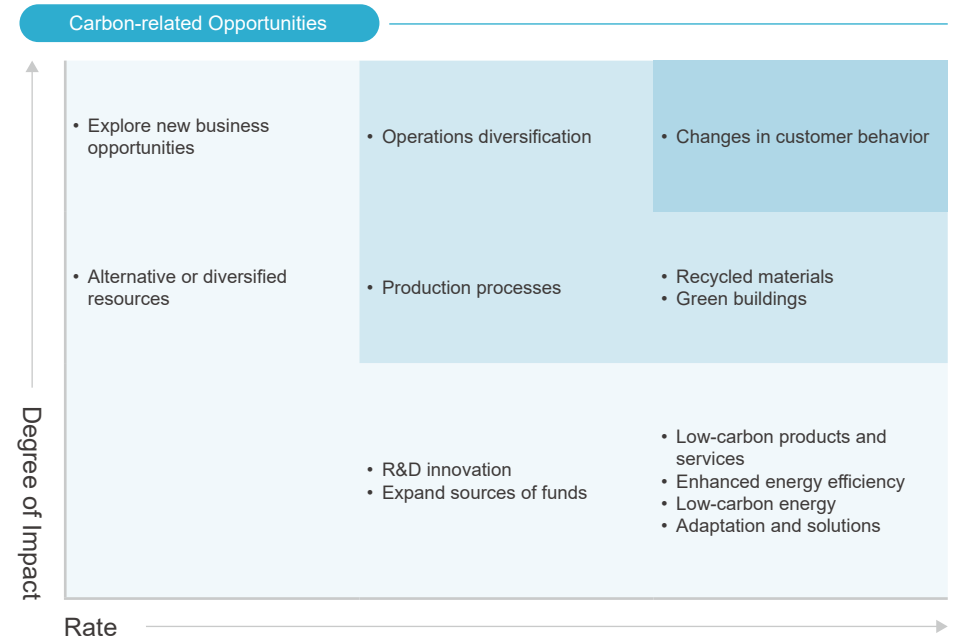 Carbon-related Opportunities
• Explore new business
opportunities
• Operations diversification
• Changes in customer behavior
• Alternative or diversified
resources
• Production processes
• Recycled materials
• Green buildings
• R&D innovation
• Expand sources of funds
• Low-carbon products and
services
• Enhanced energy efficiency
• Low-carbon energy
• Adaptation and solutions
Degree of Impact
Rate